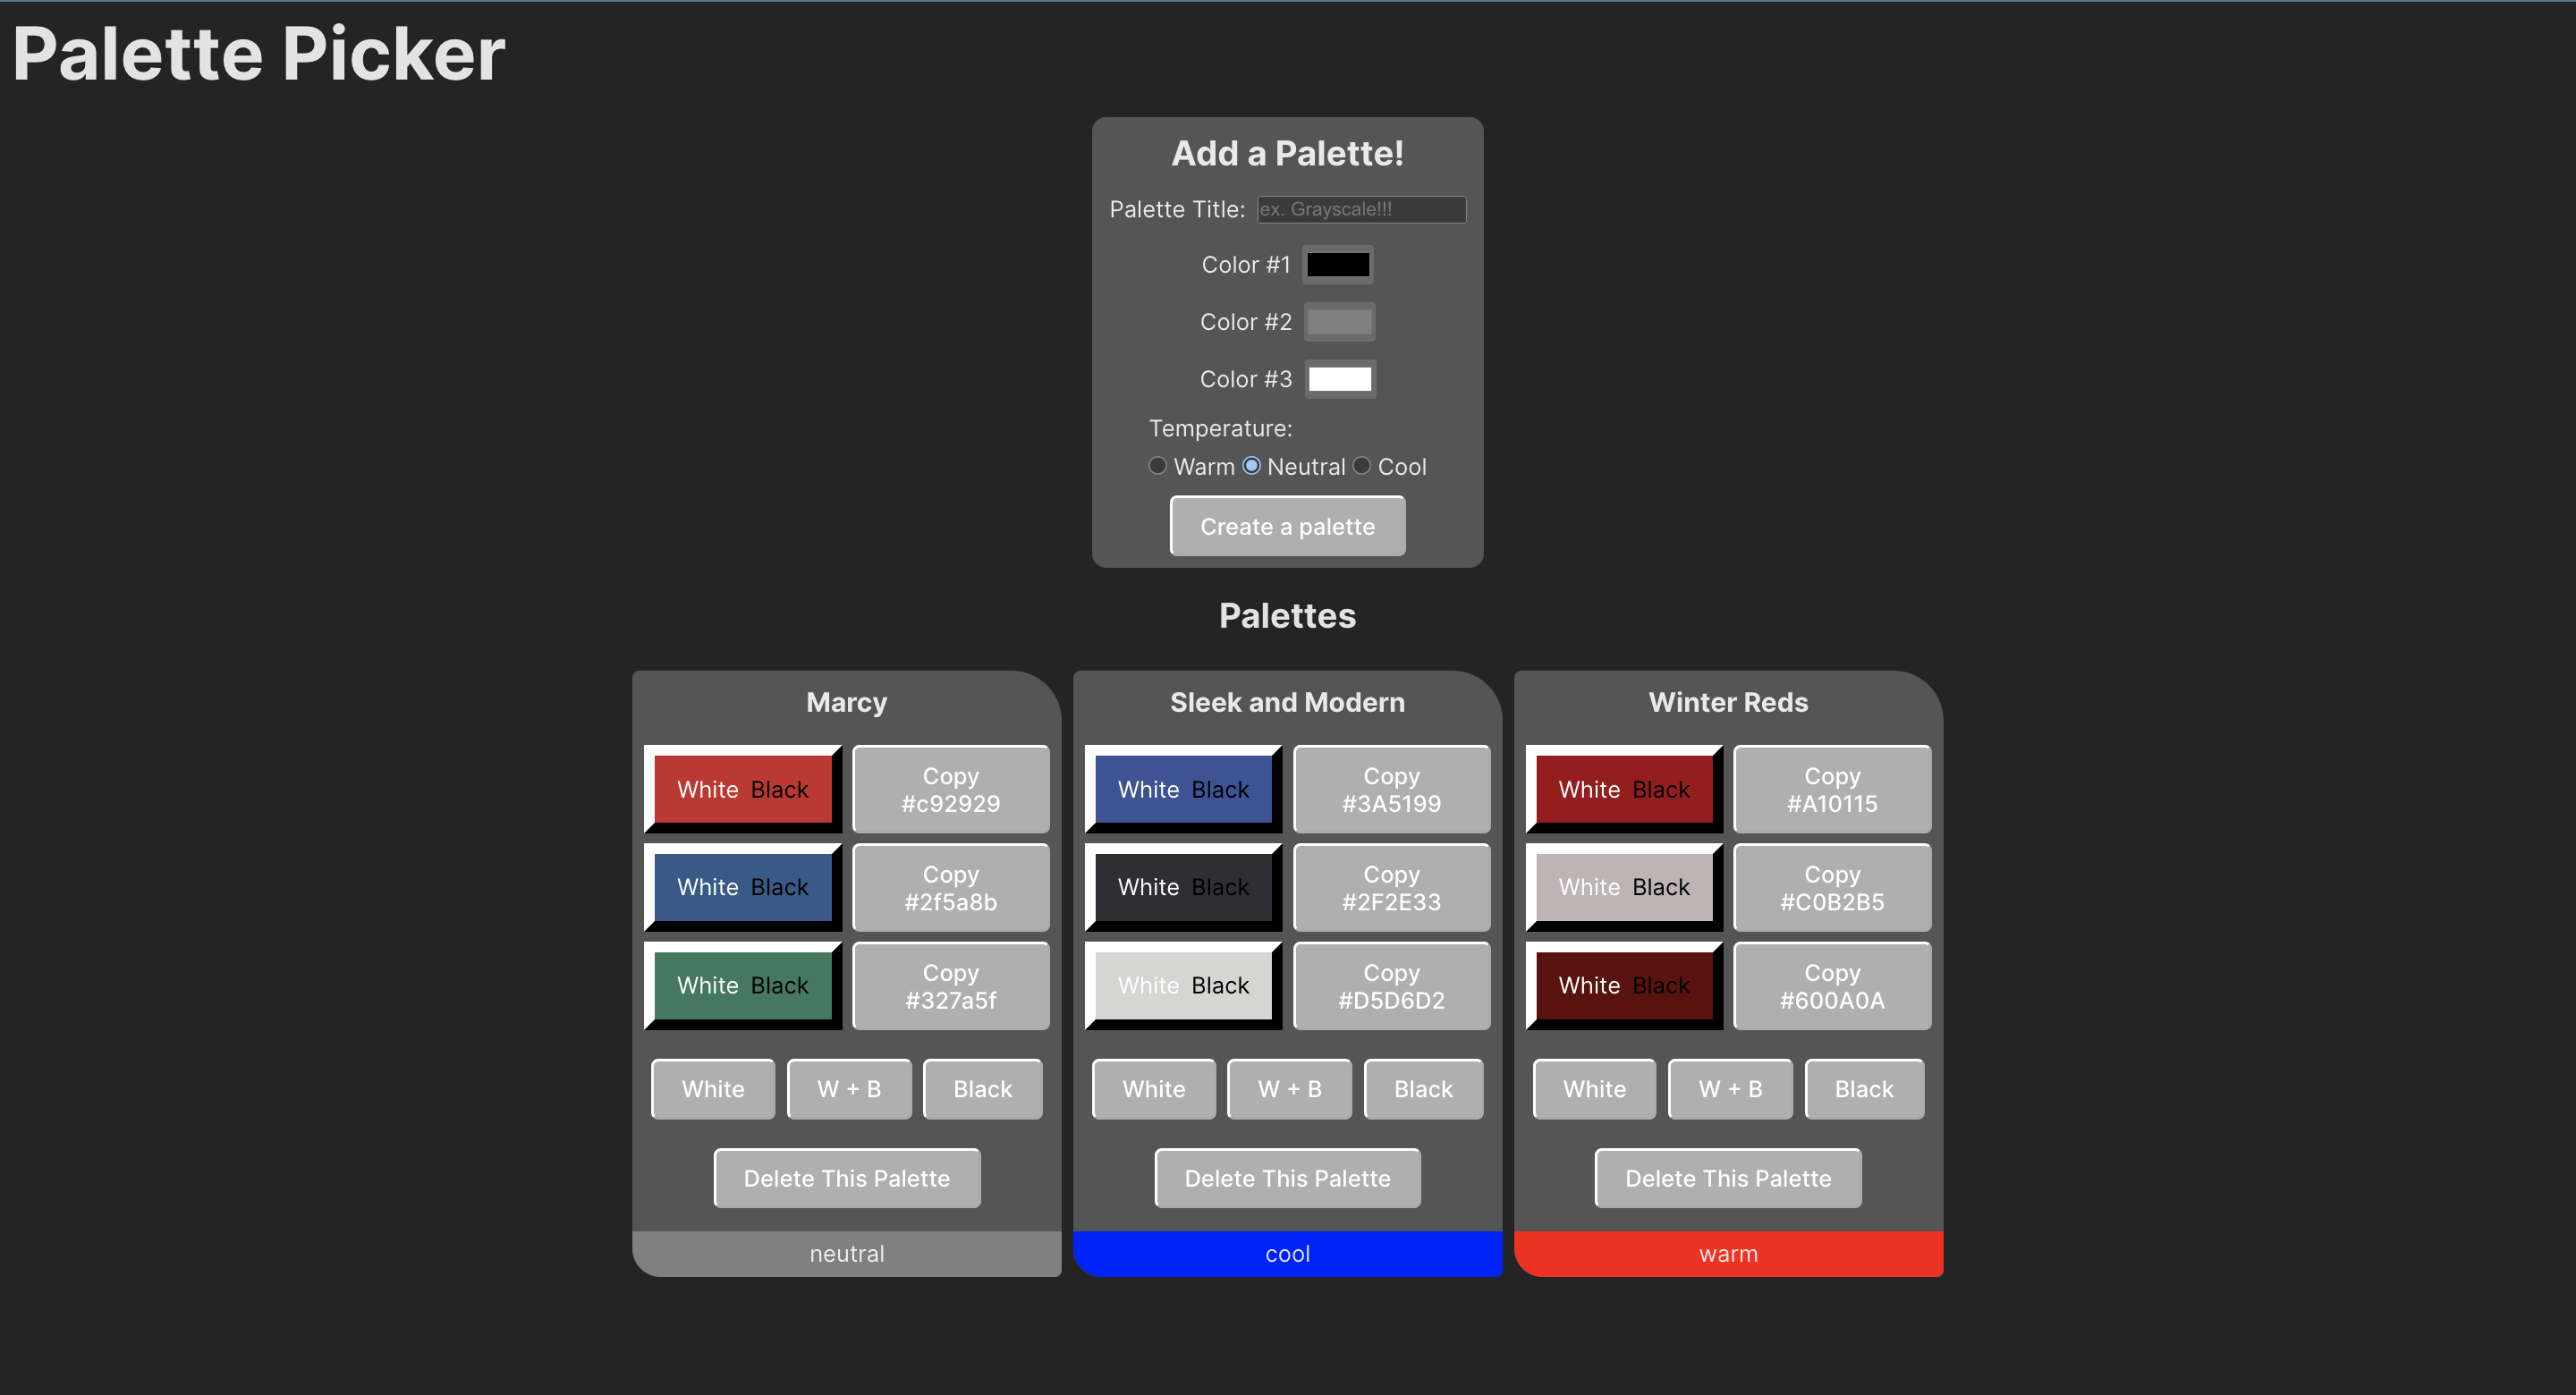 Palette Picker
Add a Palette!
Palette Title: ex. Grayscale!!!
Color #1
Color #2
Color #3
Temperature:
Warm Neutral Cool
Create a palette
Palettes
Marcy
White Black
Copy
#c92929
White Black
Copy
#2f5a8b
White Black
Copy
#327a5f
White W + B Black
Delete This Palette
neutral
Sleek and Modern
White Black
Copy
#3A5199
White Black
Copy
#2F2E33
White Black
Copy
#D5D6D2
White W + B Black
Delete This Palette
cool
Winter Reds
White Black
Copy
#A10115
White Black
Copy
#C0B2B5
White Black
Copy
#600A0A
White W + B Black
Delete This Palette
warm